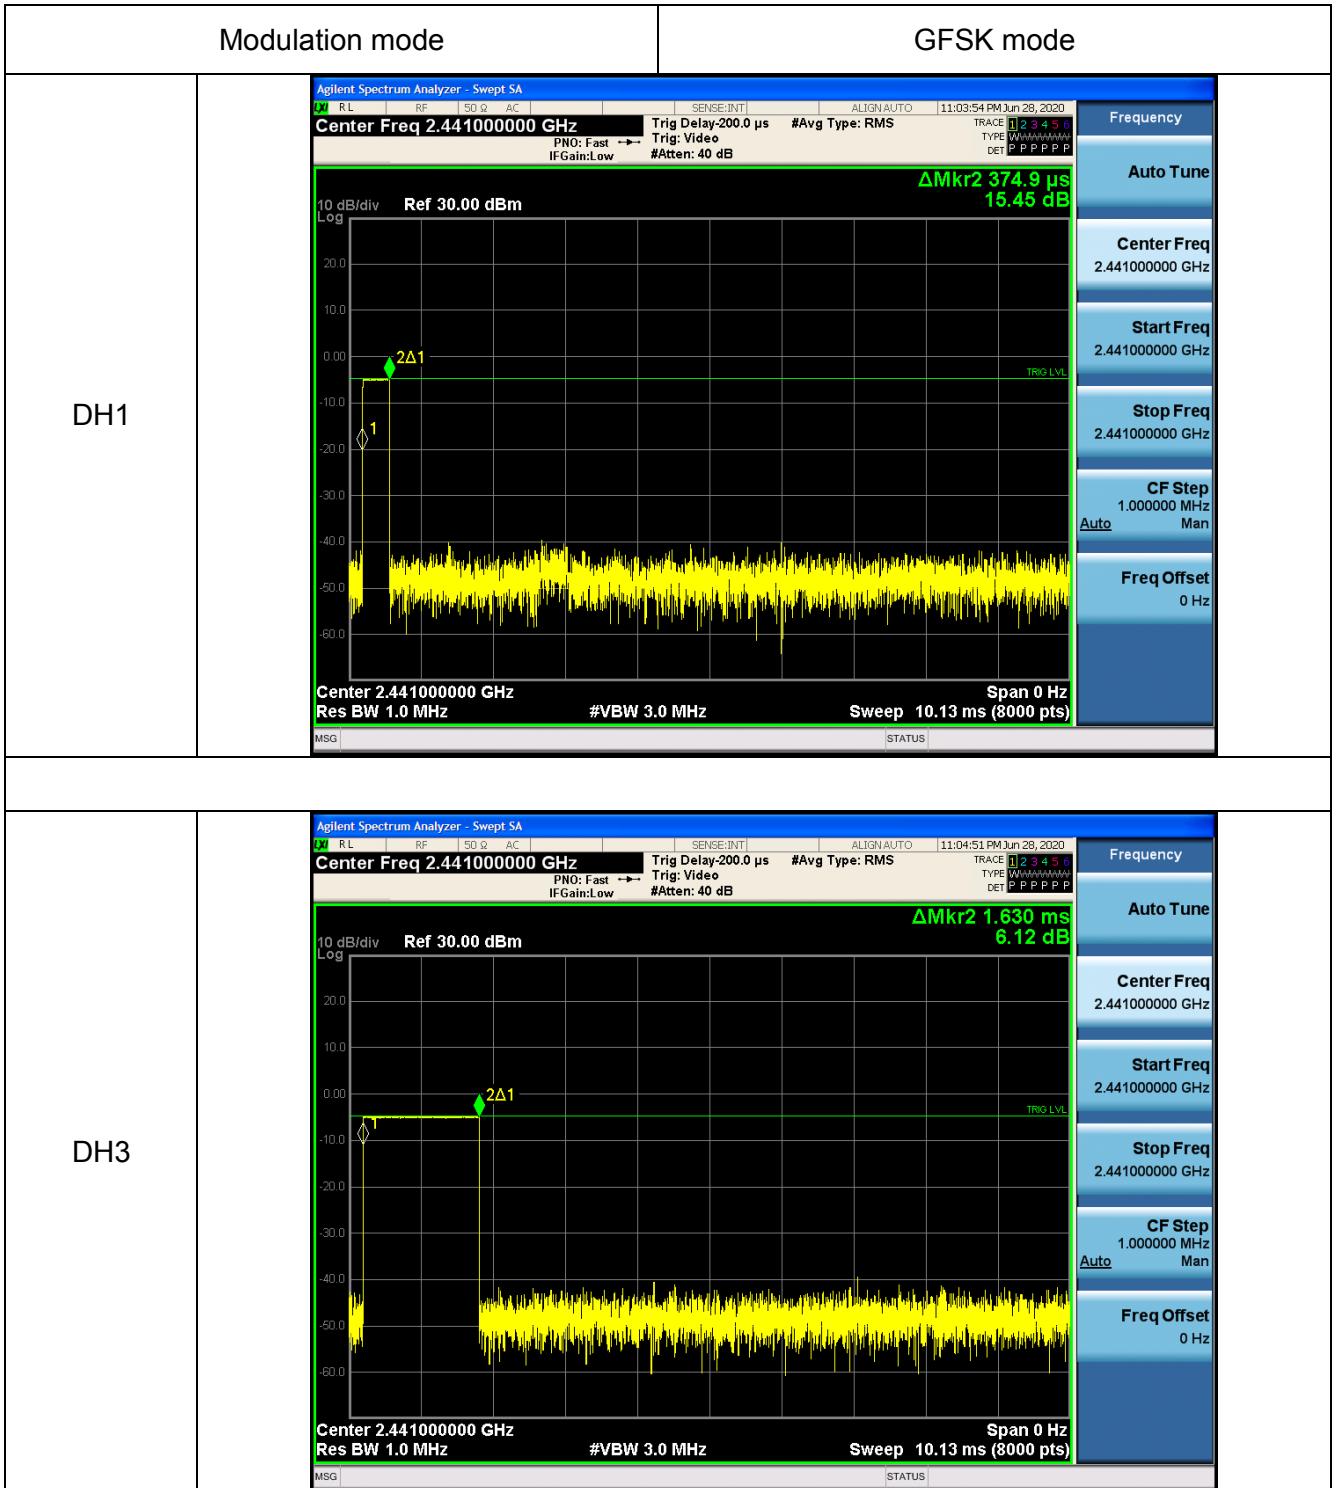 Modulation mode GFSK mode
DH1
Agilent Spectrum Analyzer - Swept SA
LXI RL RF 50 Ω AC SENSE:INT ALIGN AUTO 11:03:54 PM Jun 28, 2020
Center Freq 2.441000000 GHz
PNO: Fast
IFGain:Low
Trig Delay-200.0 µs
Trig: Video
#Atten: 40 dB
#Avg Type: RMS
TRACE 1 2 3 4 5 6
TYPE WWWWWW
DET P P P P P P
ΔMkr2 374.9 µs
15.45 dB
10 dB/div Ref 30.00 dBm
Log
20.0
10.0
0.00
-10.0
-20.0
-30.0
-40.0
-50.0
-60.0
2Δ1
1
TRIG LVL
Center 2.441000000 GHz Span 0 Hz
Res BW 1.0 MHz #VBW 3.0 MHz Sweep 10.13 ms (8000 pts)
MSG STATUS
Frequency
Auto Tune
Center Freq
2.441000000 GHz
Start Freq
2.441000000 GHz
Stop Freq
2.441000000 GHz
CF Step
1.000000 MHz
Auto Man
Freq Offset
0 Hz
DH3
Agilent Spectrum Analyzer - Swept SA
LXI RL RF 50 Ω AC SENSE:INT ALIGN AUTO 11:04:51 PM Jun 28, 2020
Center Freq 2.441000000 GHz
PNO: Fast
IFGain:Low
Trig Delay-200.0 µs
Trig: Video
#Atten: 40 dB
#Avg Type: RMS
TRACE 1 2 3 4 5 6
TYPE WWWWWW
DET P P P P P P
ΔMkr2 1.630 ms
6.12 dB
10 dB/div Ref 30.00 dBm
Log
20.0
10.0
0.00
-10.0
-20.0
-30.0
-40.0
-50.0
-60.0
2Δ1
1
TRIG LVL
Center 2.441000000 GHz Span 0 Hz
Res BW 1.0 MHz #VBW 3.0 MHz Sweep 10.13 ms (8000 pts)
MSG STATUS
Frequency
Auto Tune
Center Freq
2.441000000 GHz
Start Freq
2.441000000 GHz
Stop Freq
2.441000000 GHz
CF Step
1.000000 MHz
Auto Man
Freq Offset
0 Hz